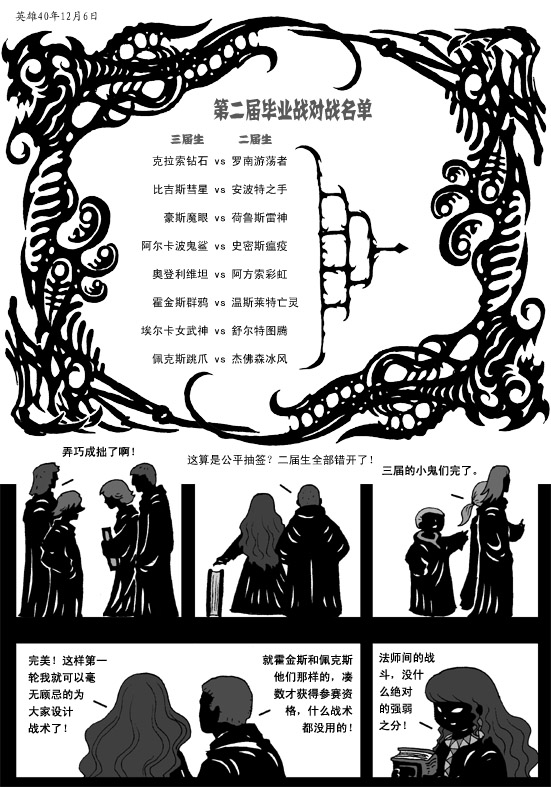 英雄40年12月6日
第二届毕业战对战名单
三届生 二届生
克拉索钻石 vs 罗南游荡者
比吉斯彗星 vs 安波特之手
豪斯魔眼 vs 荷鲁斯雷神
阿尔卡波鬼鲨 vs 史密斯瘟疫
奥登利维坦 vs 阿方索彩虹
霍金斯群鸦 vs 温斯莱特亡灵
埃尔卡女武神 vs 舒尔特图腾
佩克斯跳爪 vs 杰佛森冰风
弄巧成拙了啊！
这算是公平抽签？二届生全部错开了！
三届的小鬼们完了。
完美！这样第一
轮我就可以毫
无顾忌的为
大家设计
战术了！
就霍金斯和佩克斯
他们那样的，凑
数才获得参赛资
格，什么战术
都没用的！
法师间的战
斗，没什
么绝对
的强弱
之分！